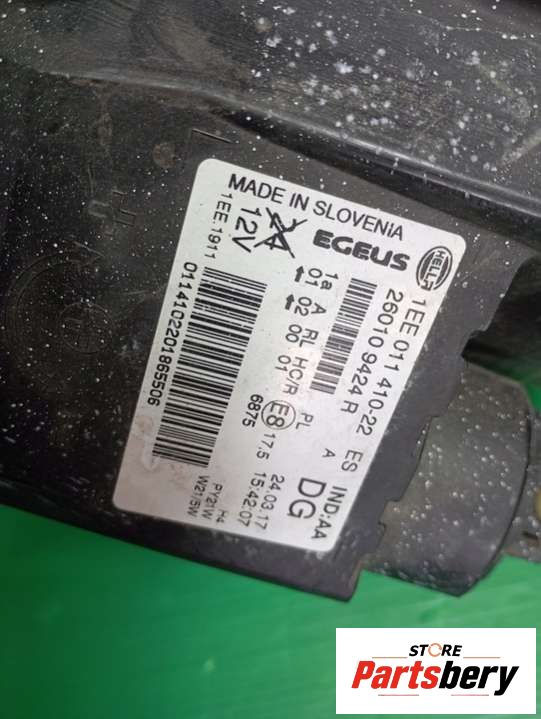 MADE IN SLOVENiA
24
12V
EGEUS
HELLA
1EE.1911
1EE 011 410-22 ES IND:AA
26010 9424 R A DG
1a A RL HC/R PL
01 02 00 01
E8 17.5
6875
24.03.17
15:42:07
H4
PY21W
W21/5W
0114102201865506
STORE
Partsbery